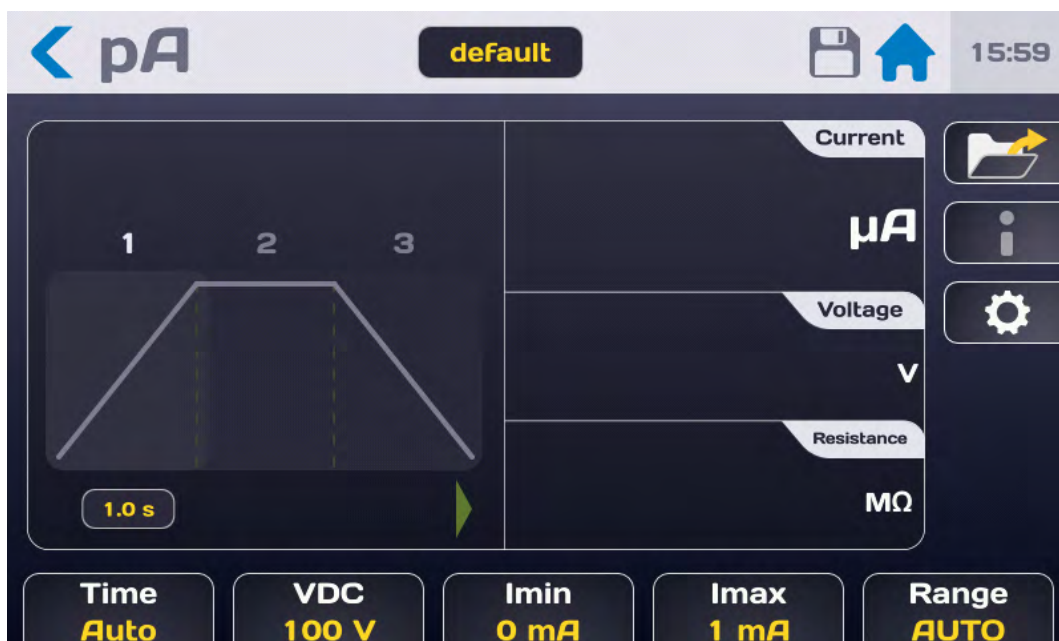 pA
default
15:59
Current
µA
1 2 3
Voltage
V
Resistance
1.0 s
MΩ
Time
Auto
VDC
100 V
Imin
0 mA
Imax
1 mA
Range
AUTO